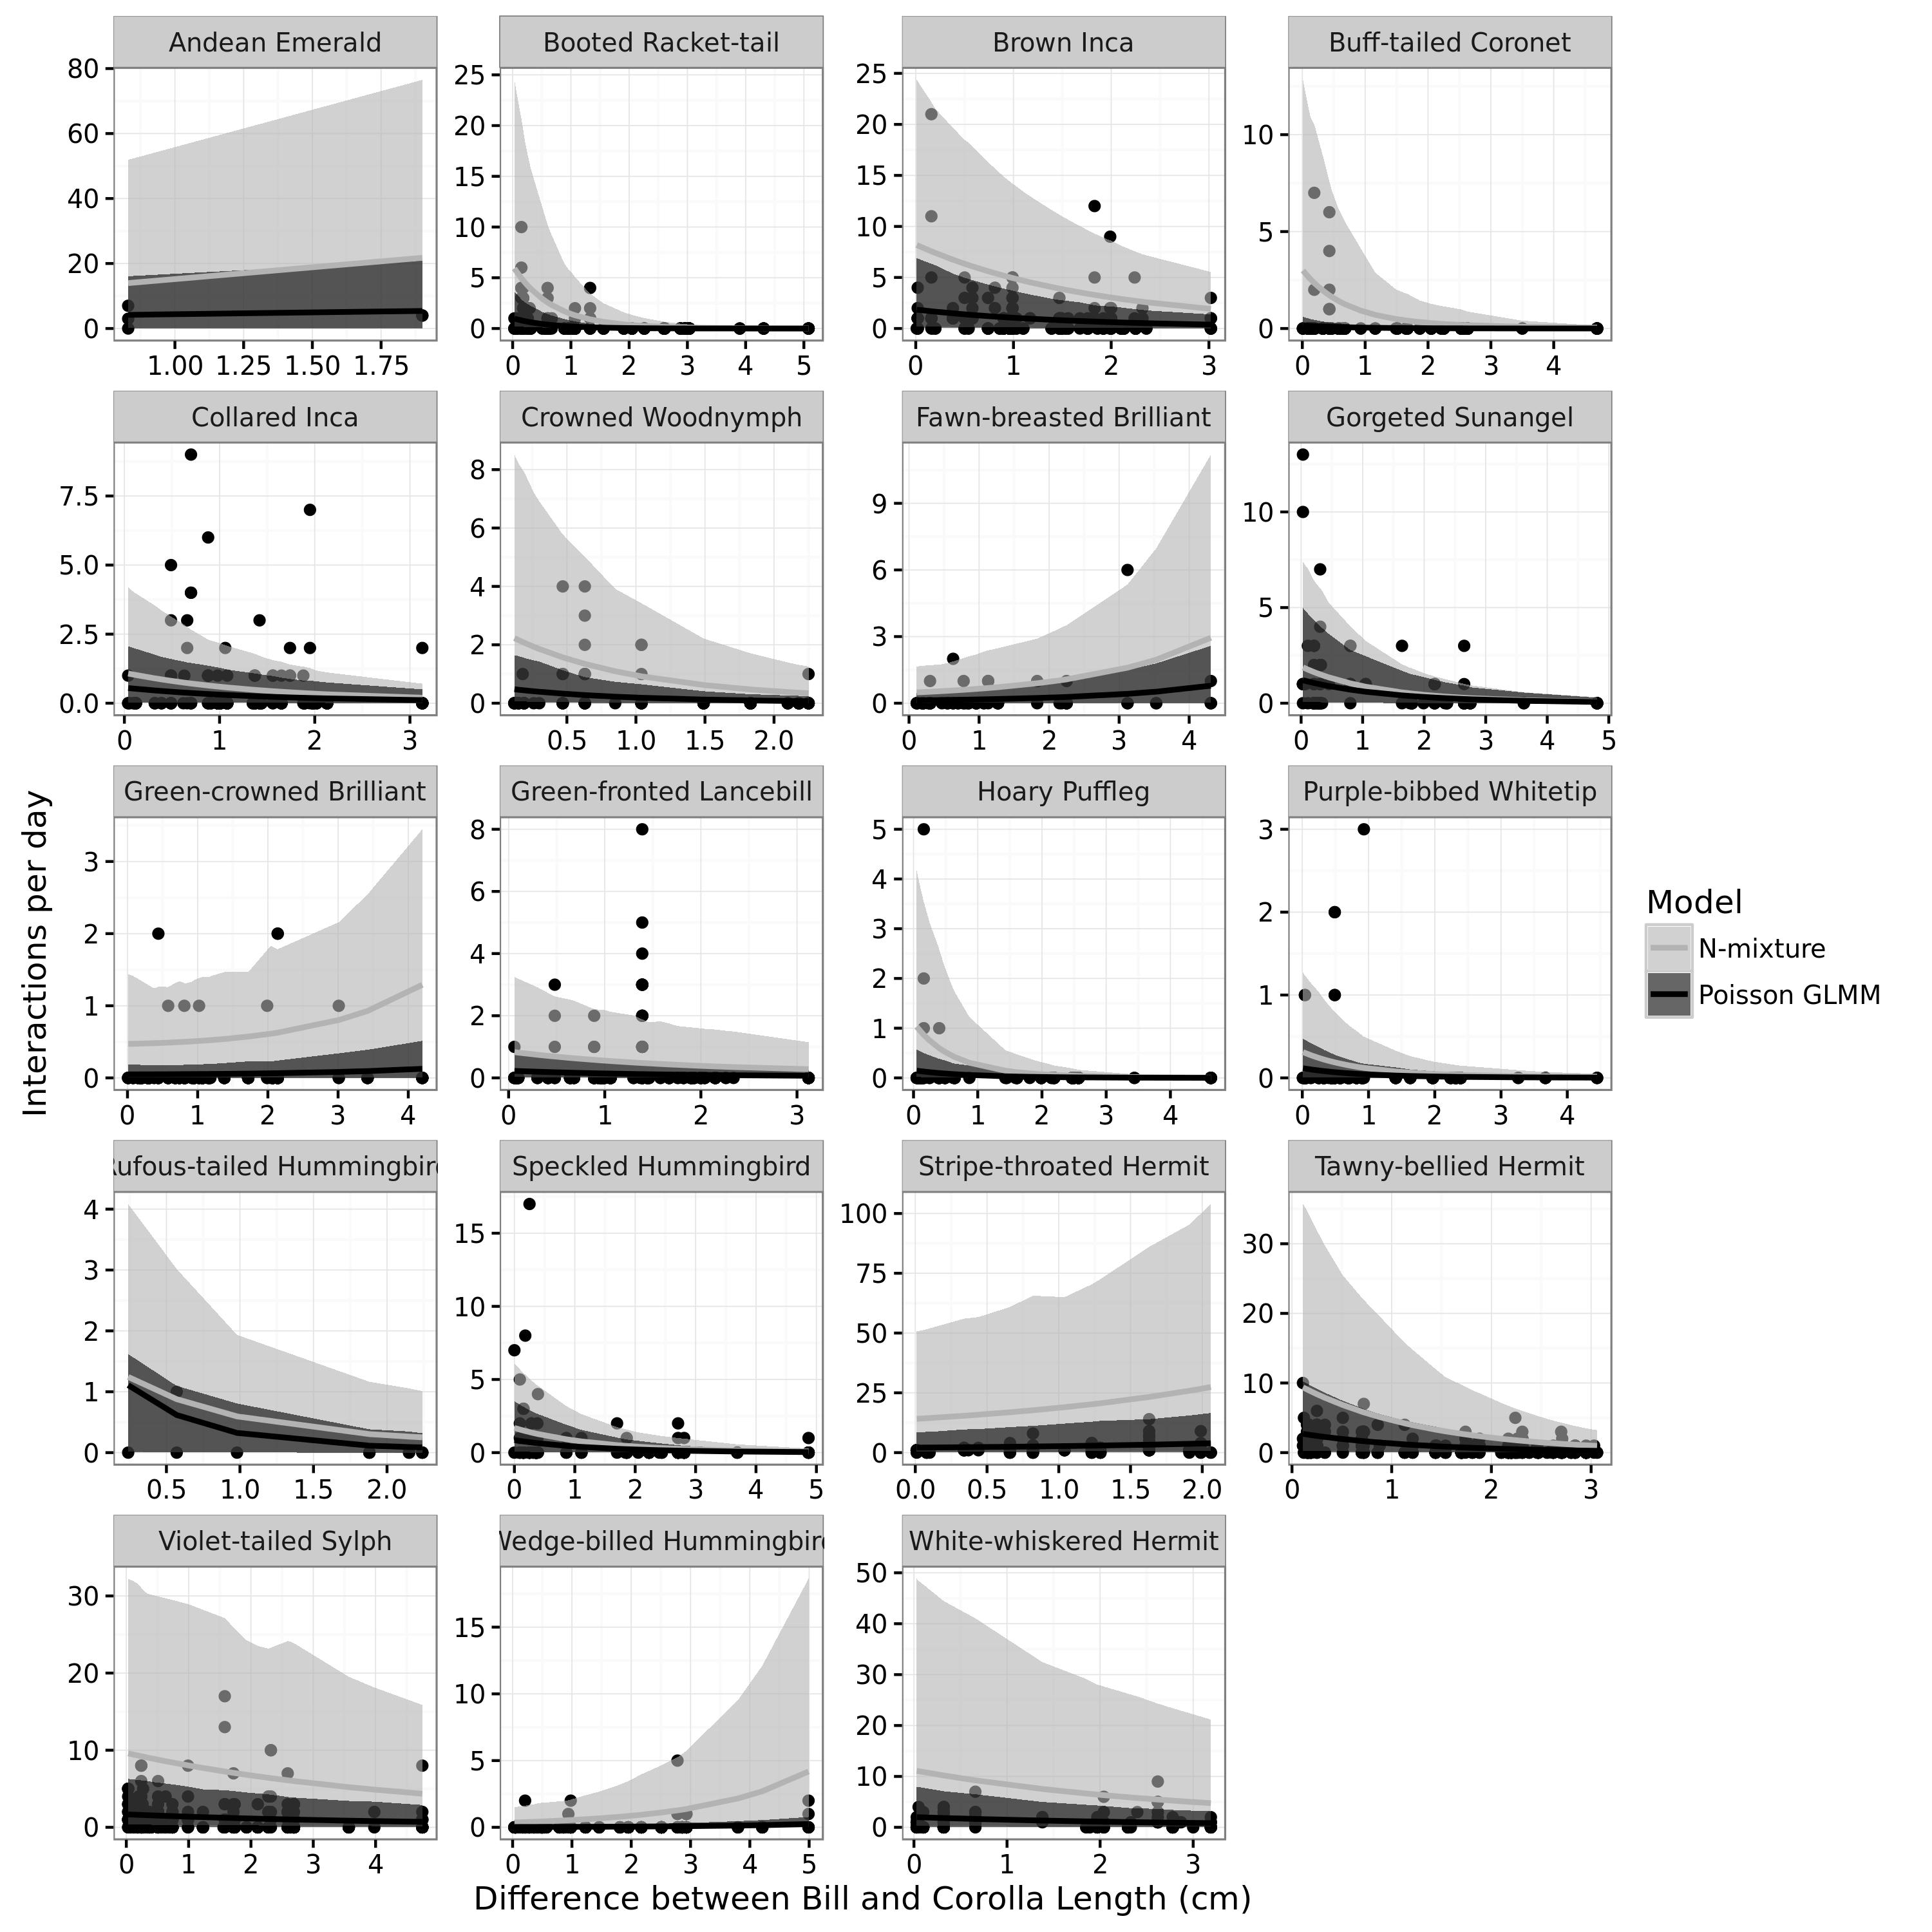 Andean Emerald Booted Racket-tail Brown Inca Buff-tailed Coronet
80 60 40 20 0
25 20 15 10 5 0
25 20 15 10 5 0
10 5 0
1.00 1.25 1.50 1.75
0 1 2 3 4 5
0 1 2 3
0 1 2 3 4
Collared Inca Crowned Woodnymph Fawn-breasted Brilliant Gorgeted Sunangel
7.5 5.0 2.5 0.0
8 6 4 2 0
9 6 3 0
10 5 0
0 1 2 3
0.5 1.0 1.5 2.0
0 1 2 3 4
0 1 2 3 4 5
Green-crowned Brilliant Green-fronted Lancebill Hoary Puffleg Purple-bibbed Whitetip
3 2 1 0
8 6 4 2 0
5 4 3 2 1 0
3 2 1 0
0 1 2 3 4
0 1 2 3
0 1 2 3 4
0 1 2 3 4
Rufous-tailed Hummingbird Speckled Hummingbird Stripe-throated Hermit Tawny-bellied Hermit
4 3 2 1 0
15 10 5 0
100 75 50 25 0
30 20 10 0
0.5 1.0 1.5 2.0
0 1 2 3 4 5
0.0 0.5 1.0 1.5 2.0
0 1 2 3
Violet-tailed Sylph Wedge-billed Hummingbird White-whiskered Hermit
30 20 10 0
15 10 5 0
50 40 30 20 10 0
0 1 2 3 4
0 1 2 3 4 5
0 1 2 3
Interactions per day
Difference between Bill and Corolla Length (cm)
Model
N-mixture
Poisson GLMM